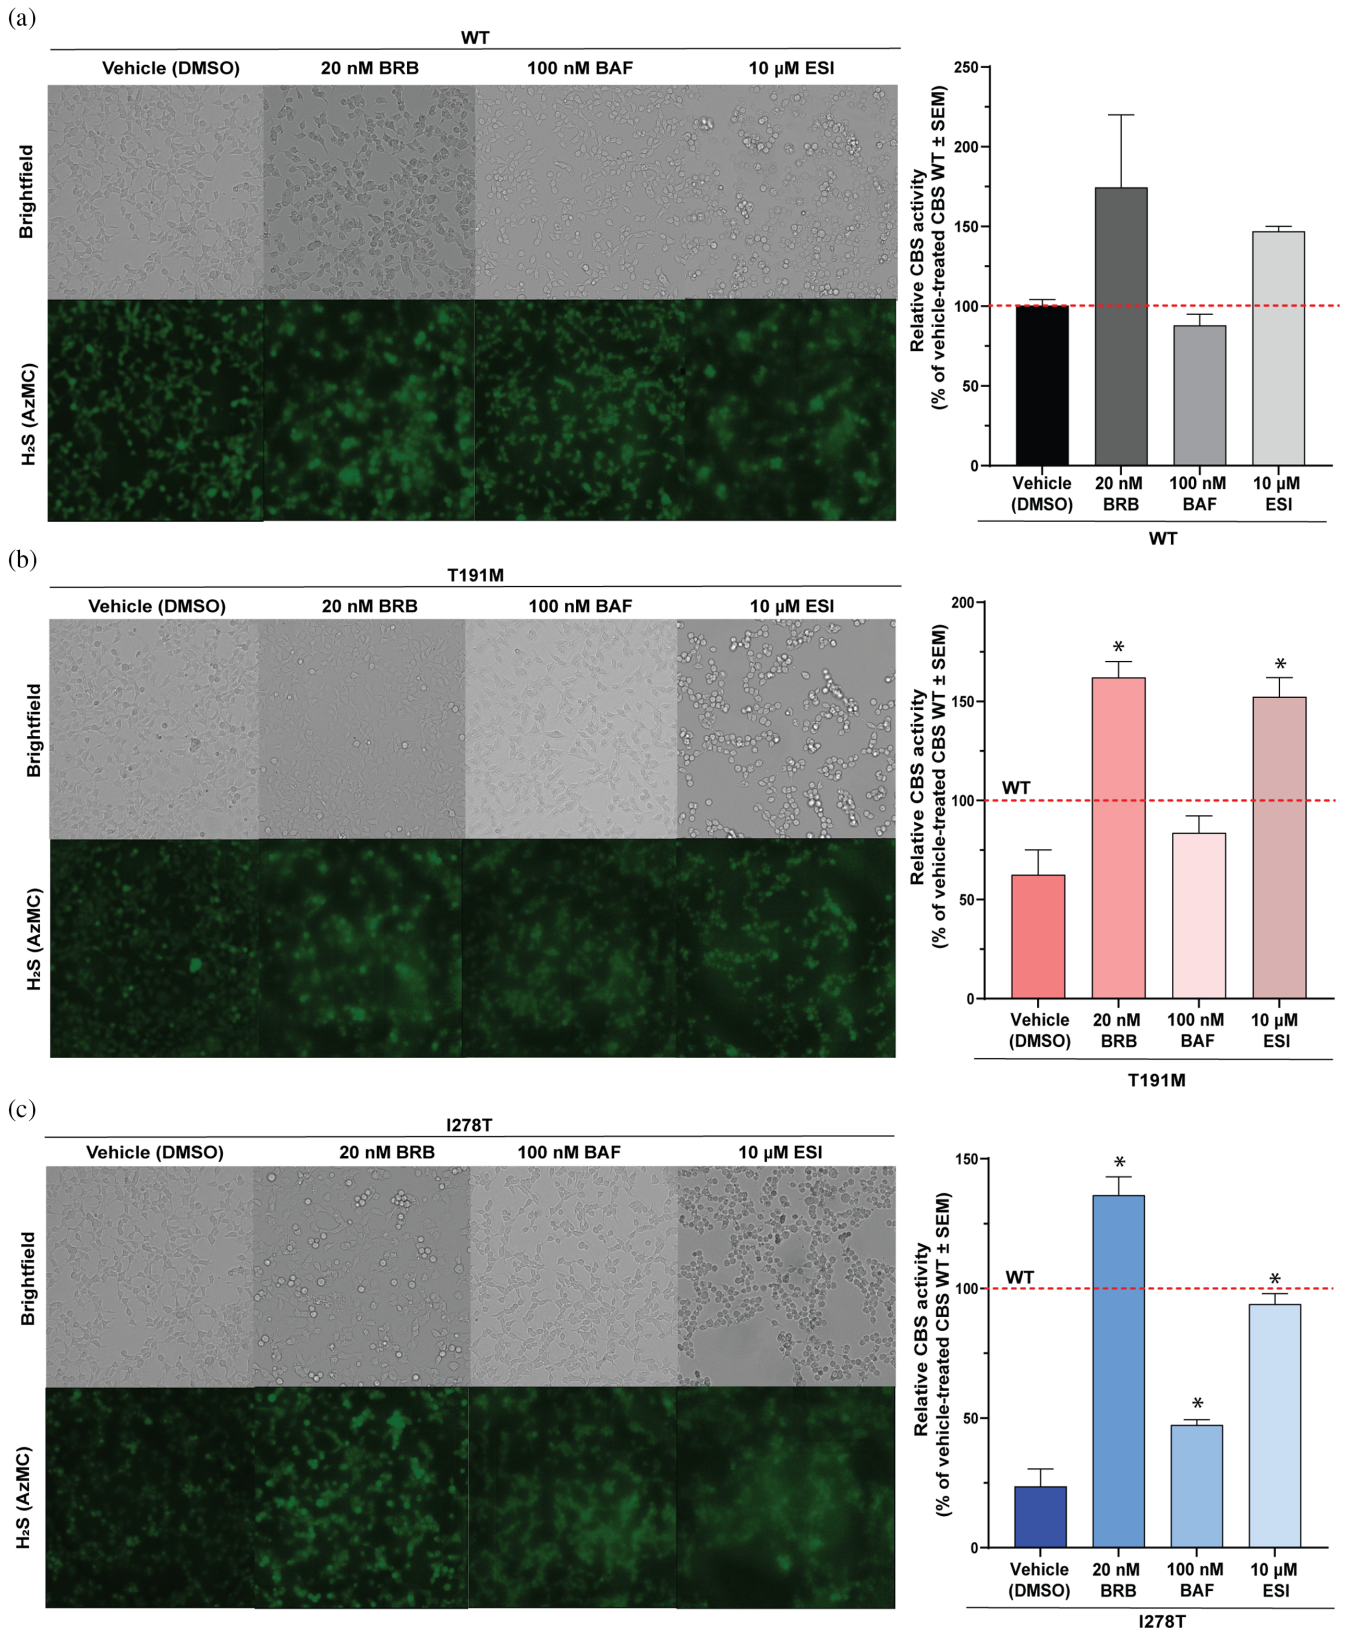 (a)
WT
Vehicle (DMSO) 20 nM BRB 100 nM BAF 10 µM ESI
Brightfield
H₂S (AzMC)
Relative CBS activity
(% of vehicle-treated CBS WT ± SEM)
250
200
150
100
50
0
Vehicle
(DMSO)
20 nM
BRB
100 nM
BAF
10 µM
ESI
WT
(b)
T191M
Vehicle (DMSO) 20 nM BRB 100 nM BAF 10 µM ESI
Brightfield
H₂S (AzMC)
Relative CBS activity
(% of vehicle-treated CBS WT ± SEM)
200
150
100
50
0
WT
*
*
Vehicle
(DMSO)
20 nM
BRB
100 nM
BAF
10 µM
ESI
T191M
(c)
I278T
Vehicle (DMSO) 20 nM BRB 100 nM BAF 10 µM ESI
Brightfield
H₂S (AzMC)
Relative CBS activity
(% of vehicle-treated CBS WT ± SEM)
150
100
50
0
WT
*
*
*
Vehicle
(DMSO)
20 nM
BRB
100 nM
BAF
10 µM
ESI
I278T